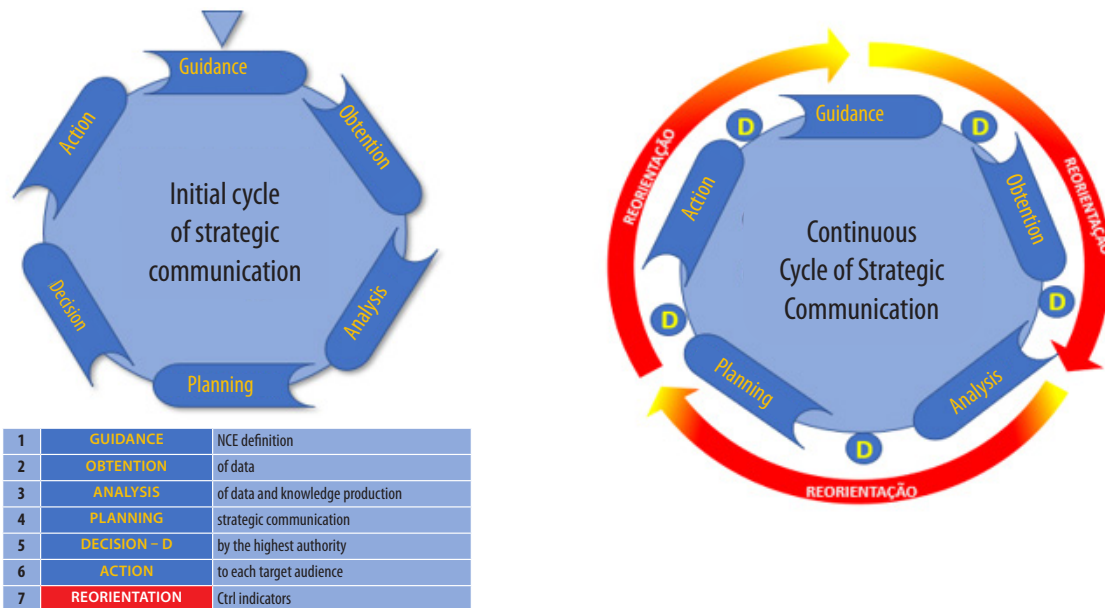 Guidance
Obtention
Analysis
Planning
Decision
Action
Initial cycle
of strategic
communication
1 GUIDANCE NCE definition
2 OBTENTION of data
3 ANALYSIS of data and knowledge production
4 PLANNING strategic communication
5 DECISION – D by the highest authority
6 ACTION to each target audience
7 REORIENTATION Ctrl indicators
REORIENTAÇÃO
REORIENTAÇÃO
REORIENTAÇÃO
Guidance
D
Obtention
D
Analysis
D
Planning
D
Action
D
Continuous
Cycle of Strategic
Communication